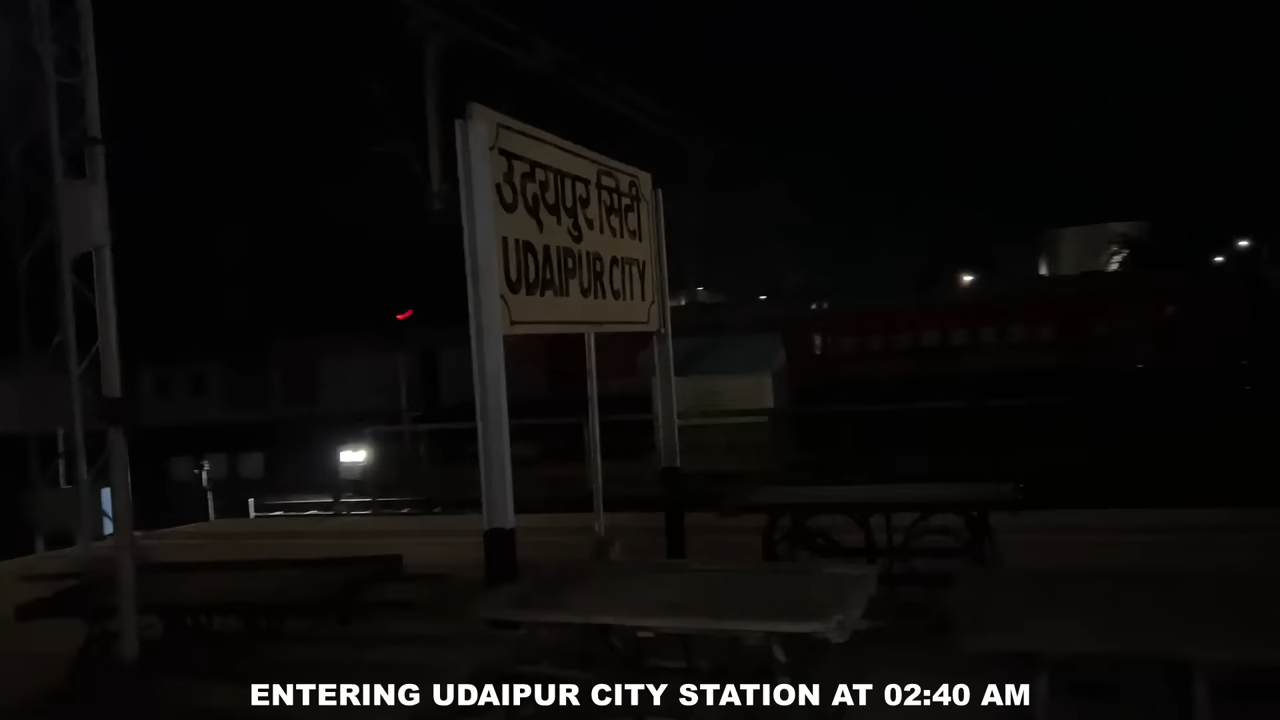 उदयपुर सिटी
UDAIPUR CITY
ENTERING UDAIPUR CITY STATION AT 02:40 AM